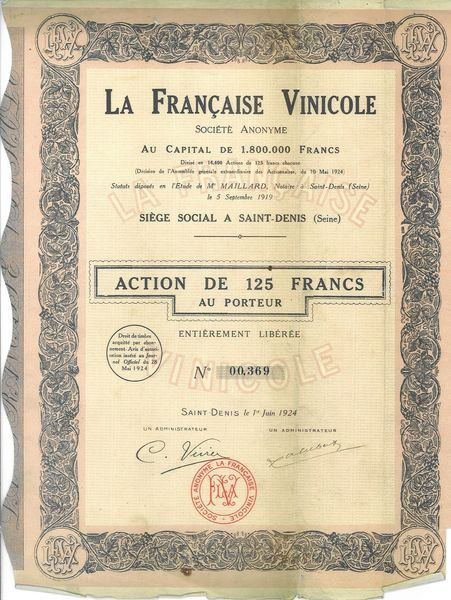 LA FRANÇAISE VINICOLE
SOCIÉTÉ ANONYME
AU CAPITAL DE 1.800.000 FRANCS
Divisé en 14.400 Actions de 125 francs chacune
(Décision de l'Assemblée générale extraordinaire des Actionnaires, du 10 Mai 1924)
Statuts déposés en l'Étude de Me MAILLARD, Notaire à Saint-Denis (Seine)
le 5 Septembre 1919
LA FRANÇAISE
SIÈGE SOCIAL A SAINT-DENIS (Seine)
ACTION DE 125 FRANCS
AU PORTEUR
ENTIÈREMENT LIBÉRÉE
Droit de timbre
acquitté par abon-
nement. Avis d'autori-
sation inséré au Jour-
nal Officiel du 28
Mai 1924
No 00,369
VINICOLE
SAINT-DENIS le 1er Juin 1924
UN ADMINISTRATEUR
UN ADMINISTRATEUR
C. Vivier
SOCIÉTÉ ANONYME LA FRANÇAISE VINICOLE